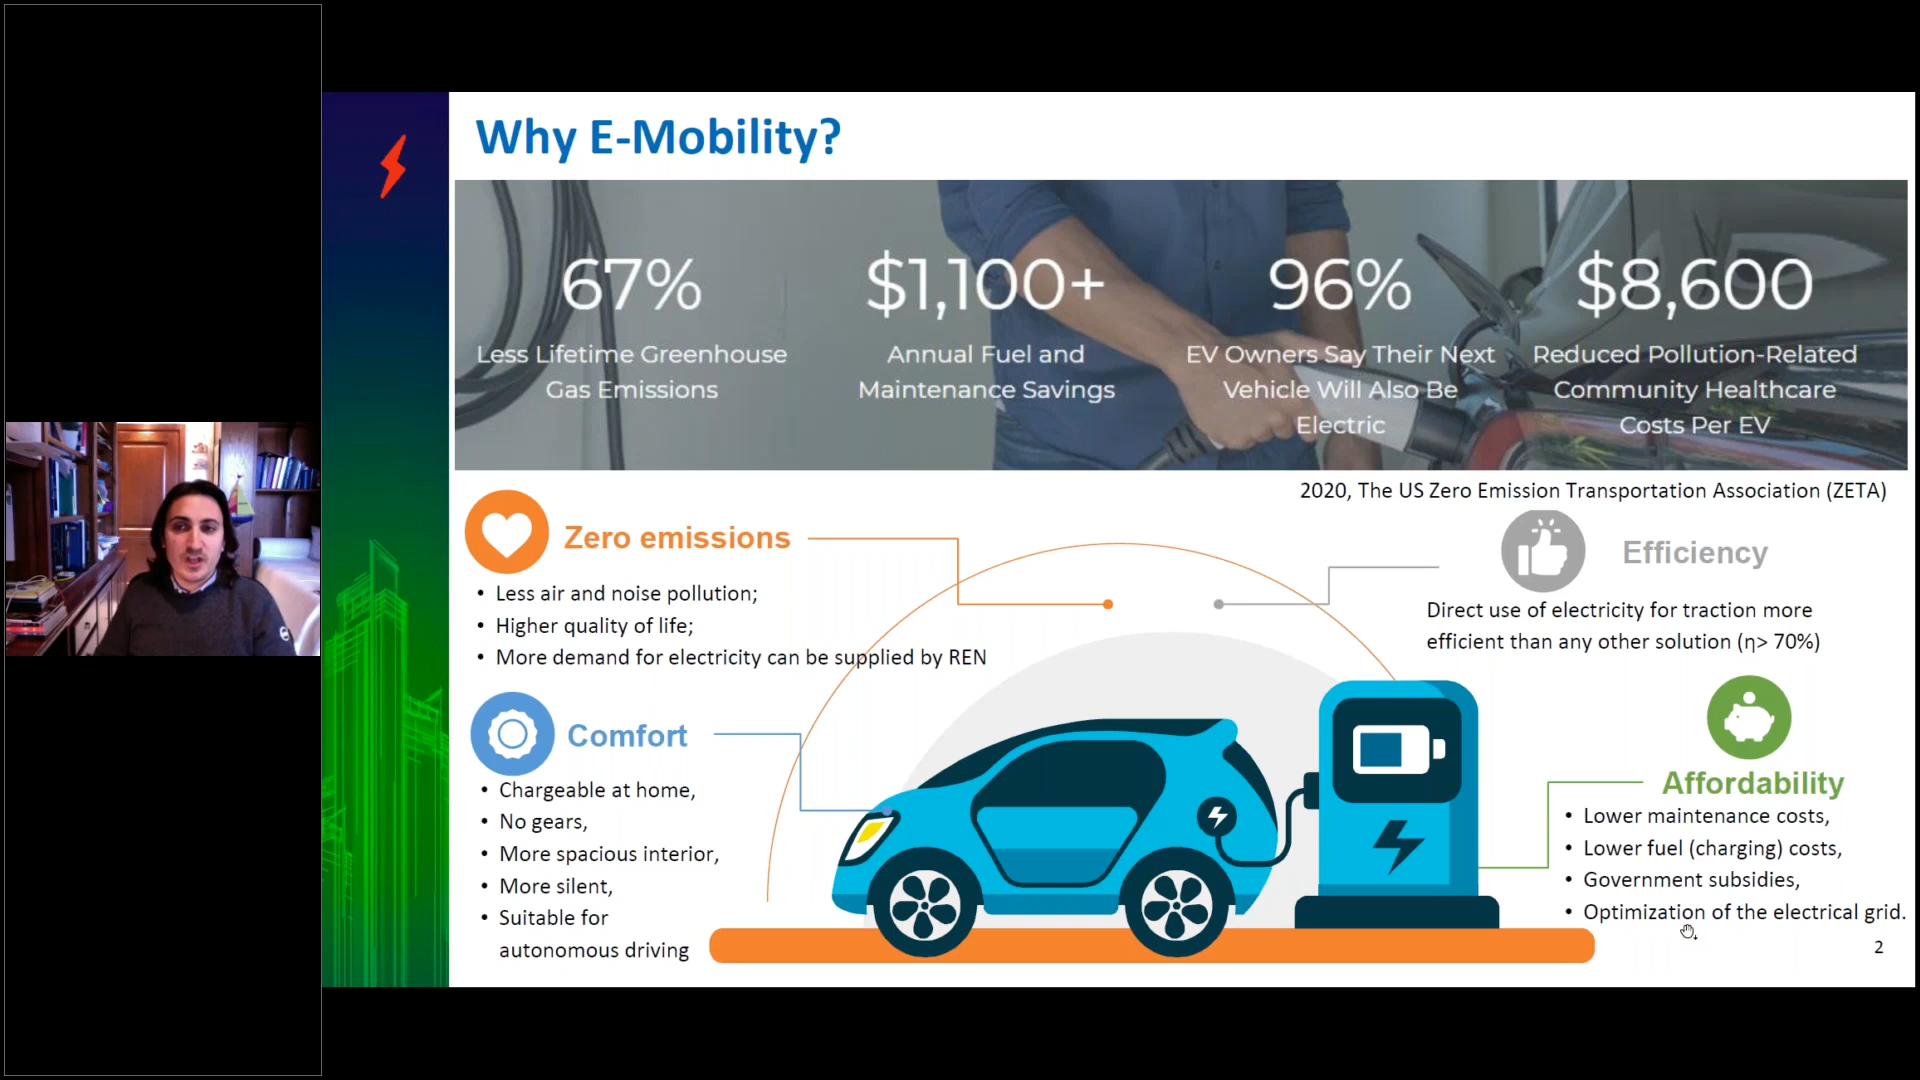 Why E-Mobility?
67%
Less Lifetime Greenhouse
Gas Emissions
$1,100+
Annual Fuel and
Maintenance Savings
96%
EV Owners Say Their Next
Vehicle Will Also Be
Electric
$8,600
Reduced Pollution-Related
Community Healthcare
Costs Per EV
2020, The US Zero Emission Transportation Association (ZETA)
Zero emissions
• Less air and noise pollution;
• Higher quality of life;
• More demand for electricity can be supplied by REN
Efficiency
Direct use of electricity for traction more
efficient than any other solution (η> 70%)
Comfort
• Chargeable at home,
• No gears,
• More spacious interior,
• More silent,
• Suitable for
autonomous driving
Affordability
• Lower maintenance costs,
• Lower fuel (charging) costs,
• Government subsidies,
• Optimization of the electrical grid.
2